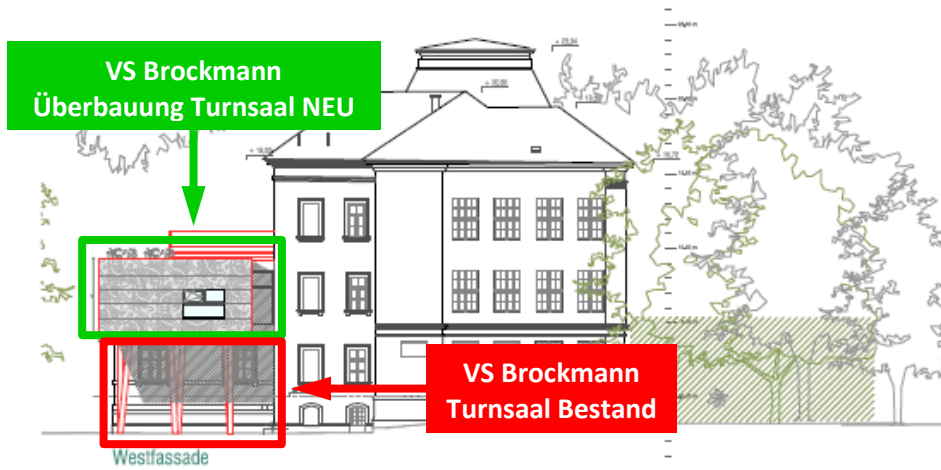 VS Brockmann
Überbauung Turnsaal NEU
VS Brockmann
Turnsaal Bestand
Westfassade